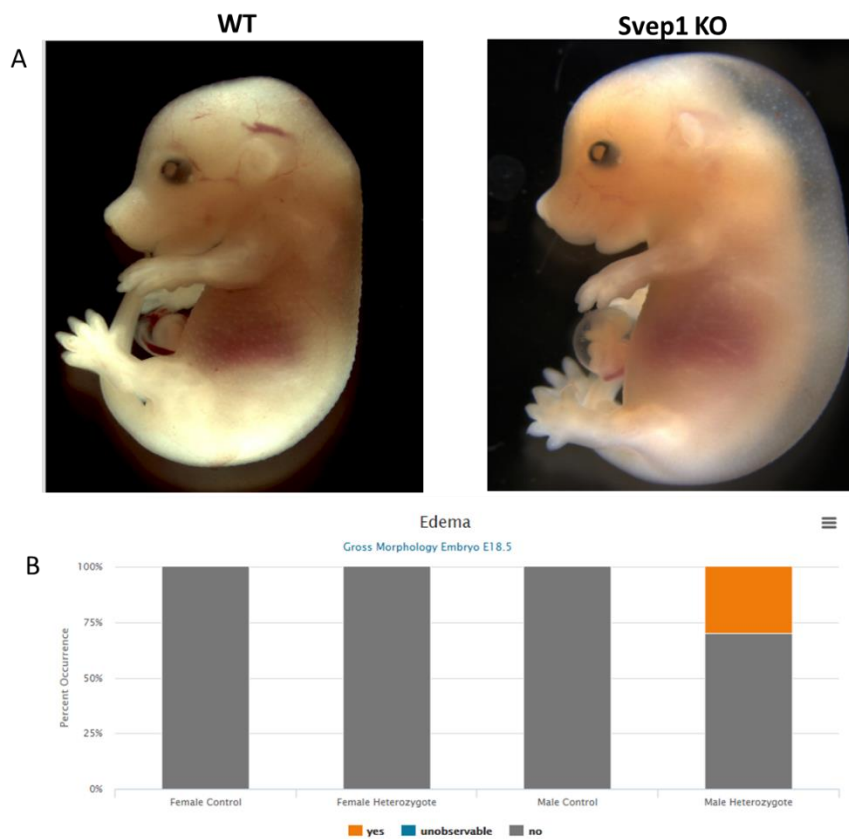 WT
Svep1 KO
A
Edema
Gross Morphology Embryo E18.5
B
100%
75%
50%
25%
0%
Percent Occurrence
Female Control
Female Heterozygote
Male Control
Male Heterozygote
yes
unobservable
no